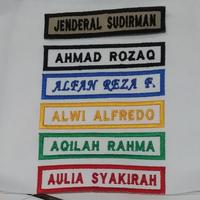 JENDERAL SUDIRMAN
AHMAD ROZAQ
ALFAN REZA F.
ALWI ALFREDO
AQILAH RAHMA
AULIA SYAKIRAH